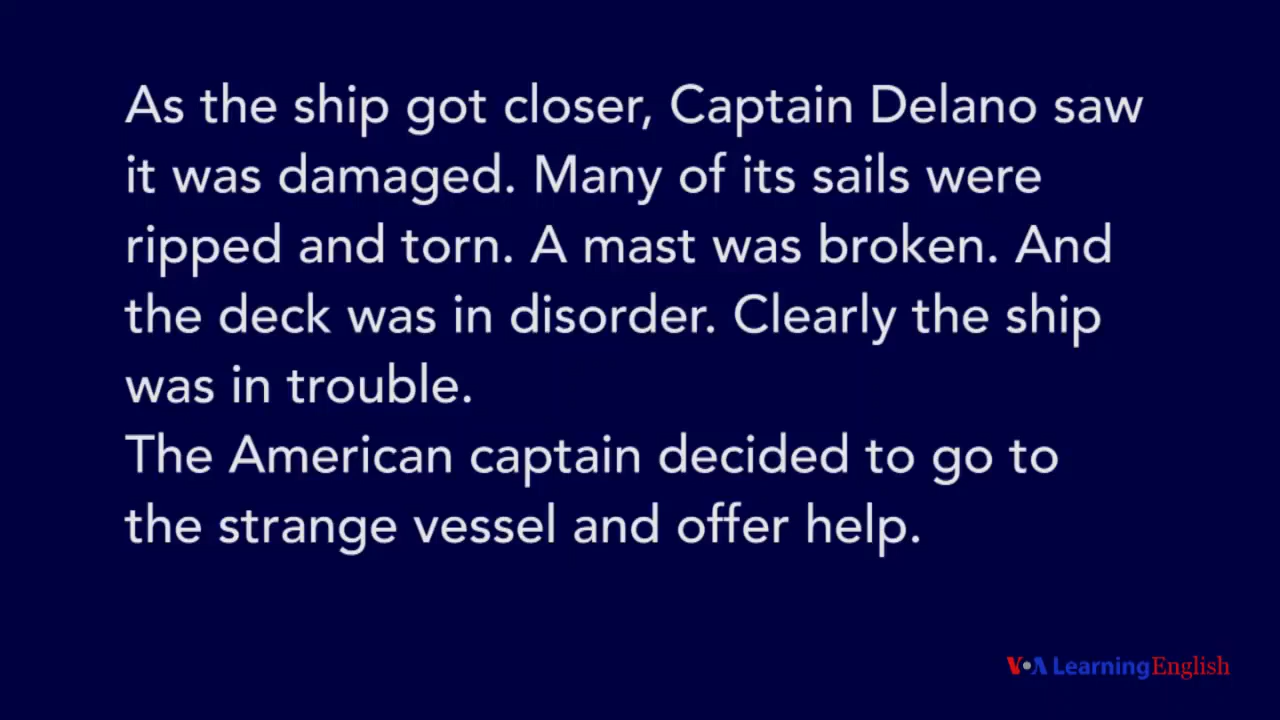 As the ship got closer, Captain Delano saw
it was damaged. Many of its sails were
ripped and torn. A mast was broken. And
the deck was in disorder. Clearly the ship
was in trouble.
The American captain decided to go to
the strange vessel and offer help.
VOA LearningEnglish